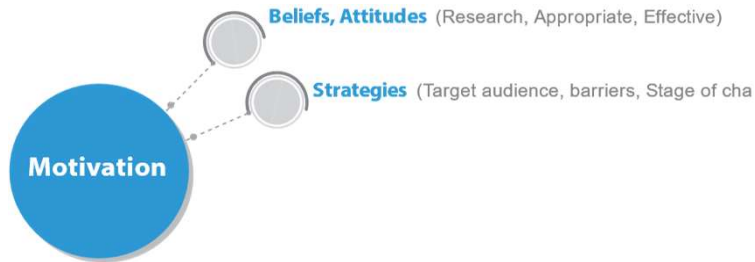 Beliefs, Attitudes (Research, Appropriate, Effective)
Strategies (Target audience, barriers, Stage of cha
Motivation